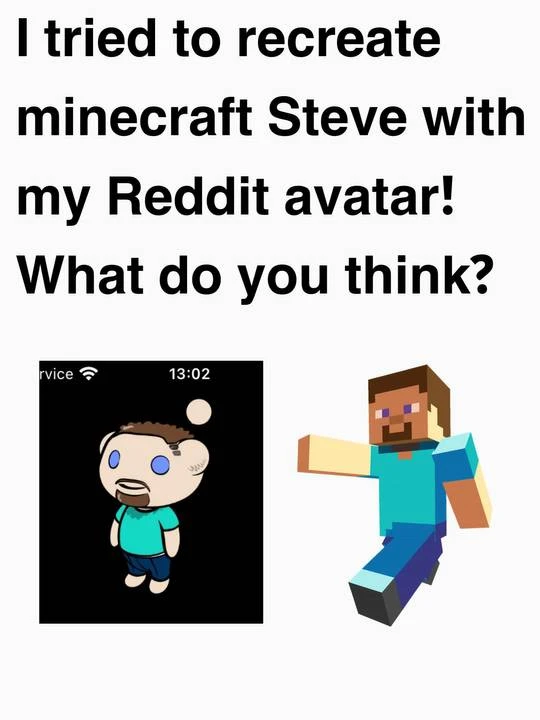 I tried to recreate
minecraft Steve with
my Reddit avatar!
What do you think?
rvice 13:02